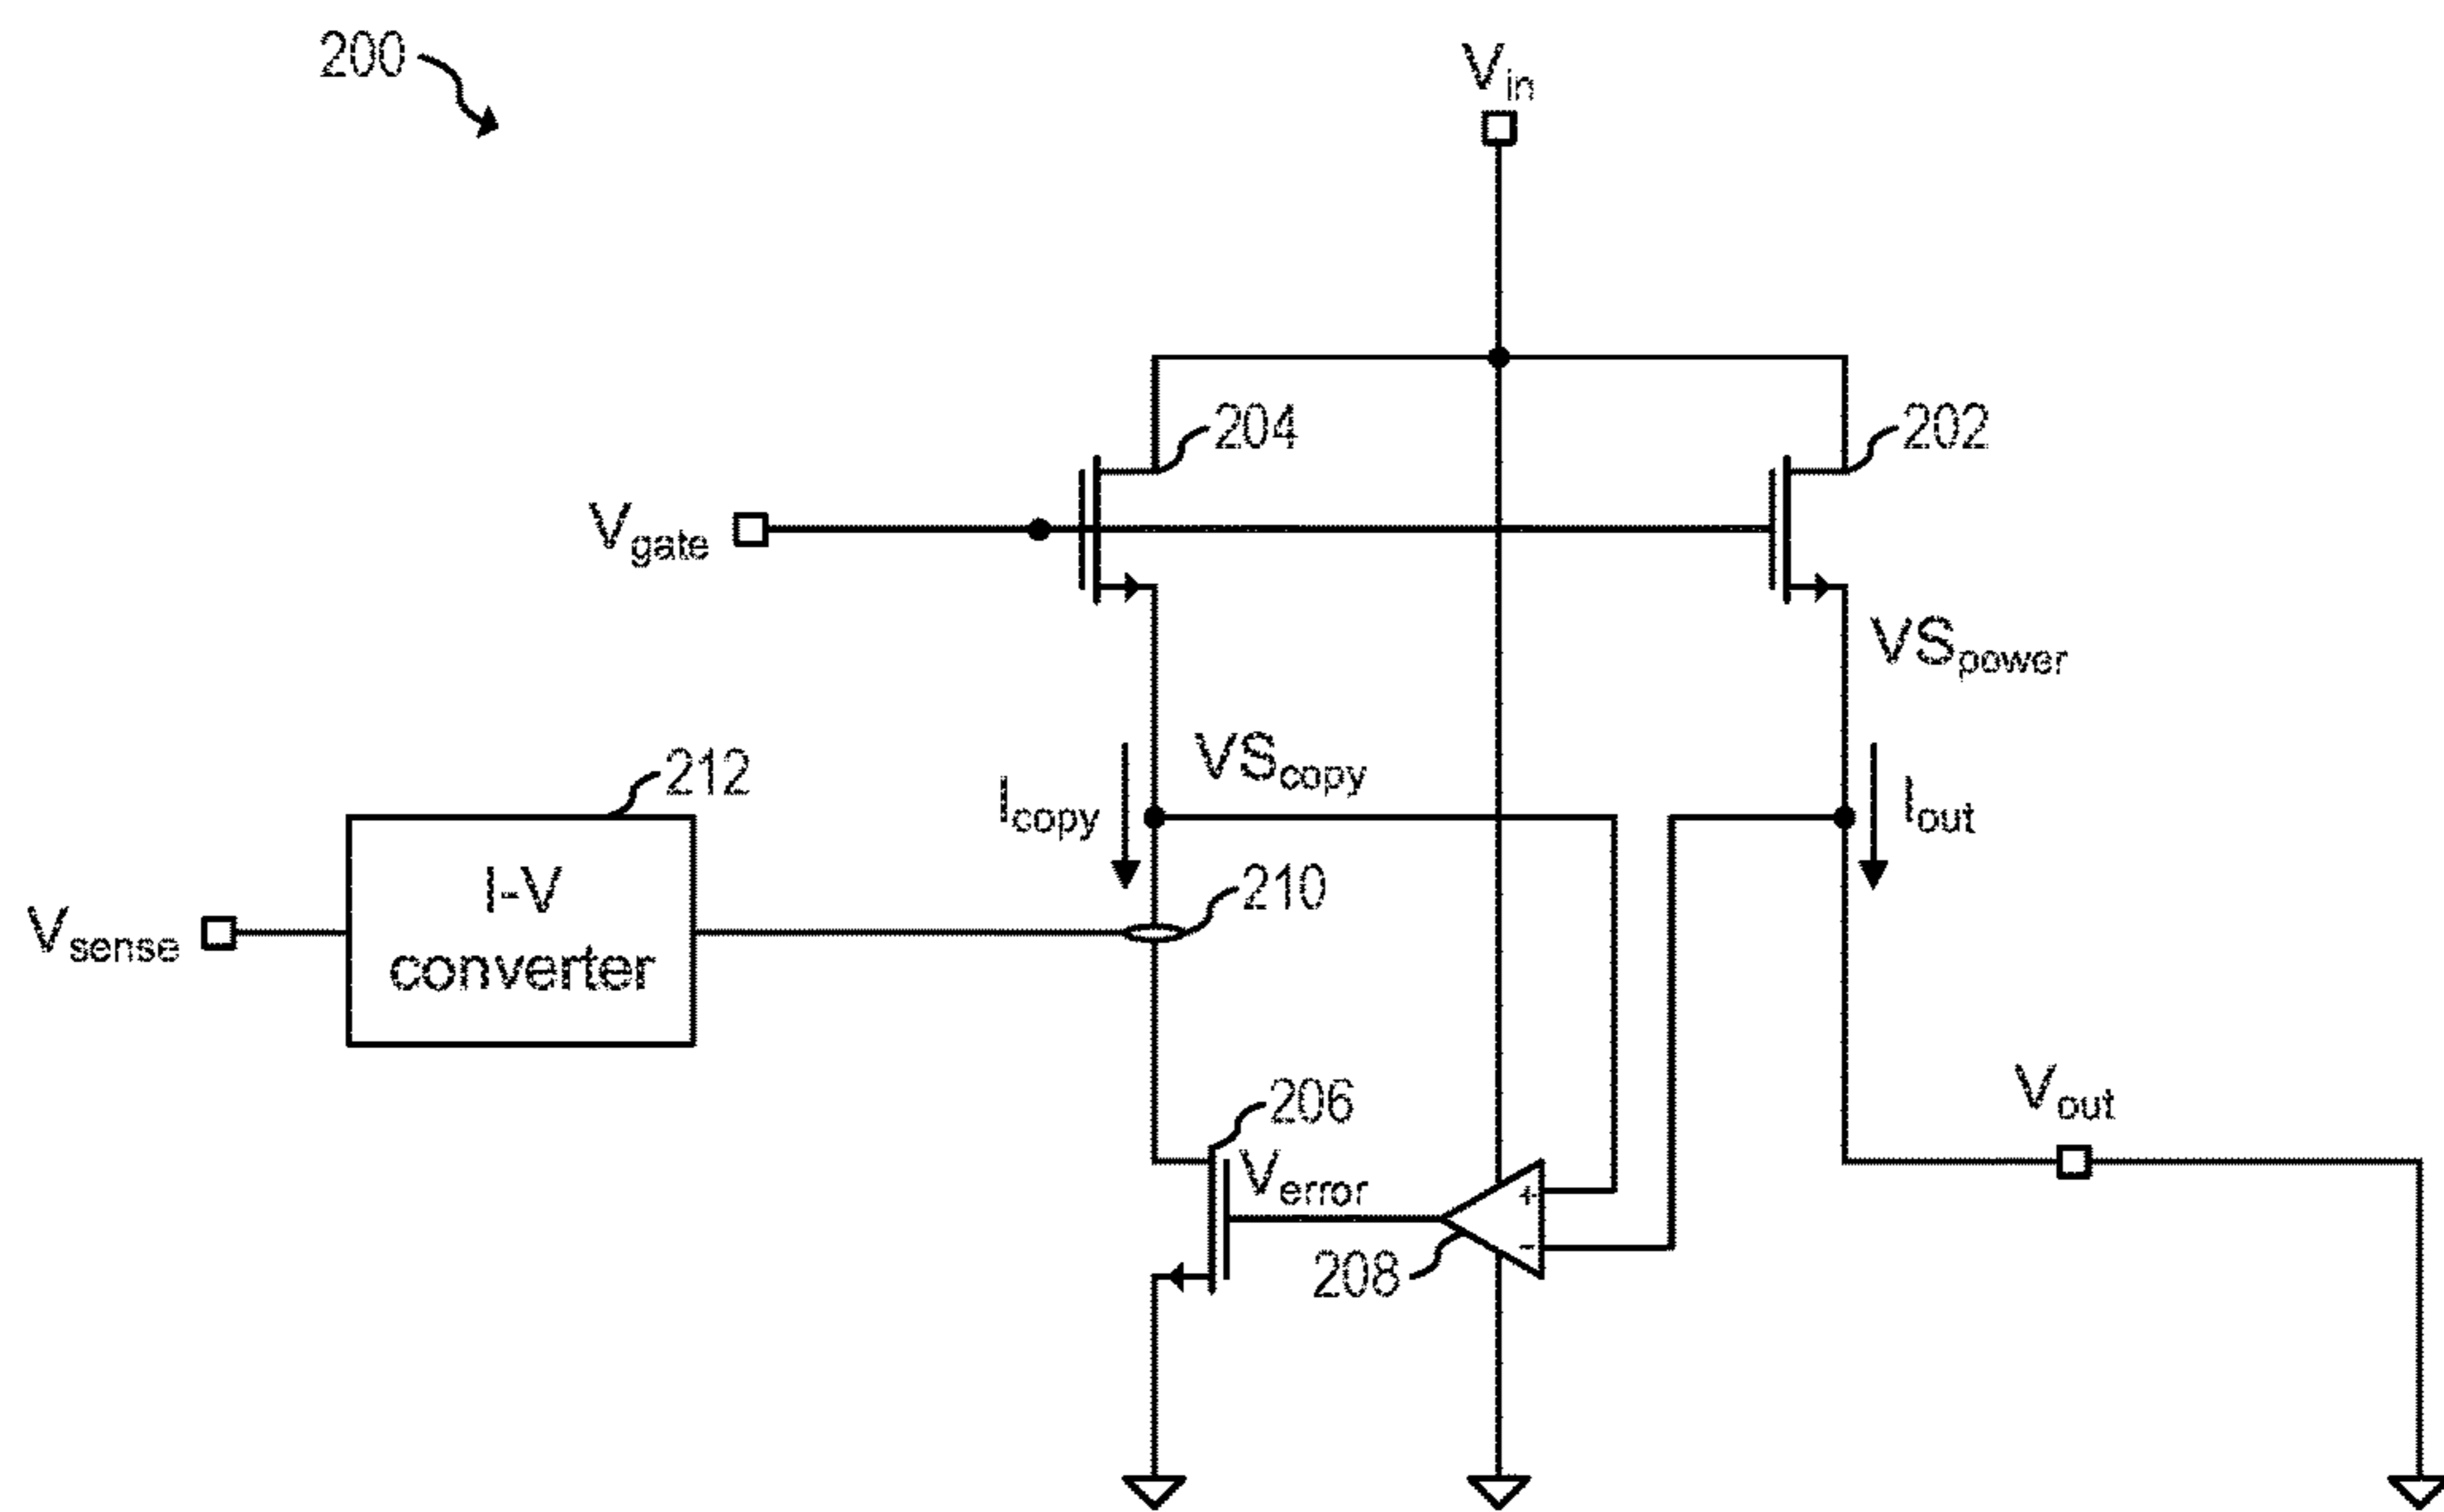 200
Vin
204
202
Vgate
VSpower
212
VScopy
Icopy
Iout
I-V
converter
210
Vsense
206
Vout
Verror
+
-
208